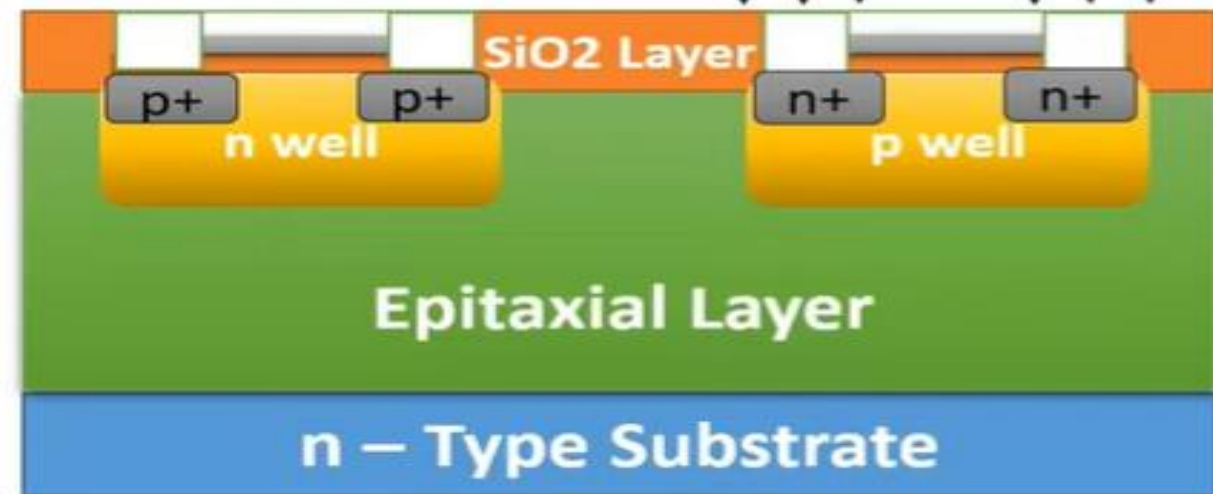 SiO2 Layer
p+ p+ n+ n+
n well p well
Epitaxial Layer
n – Type Substrate